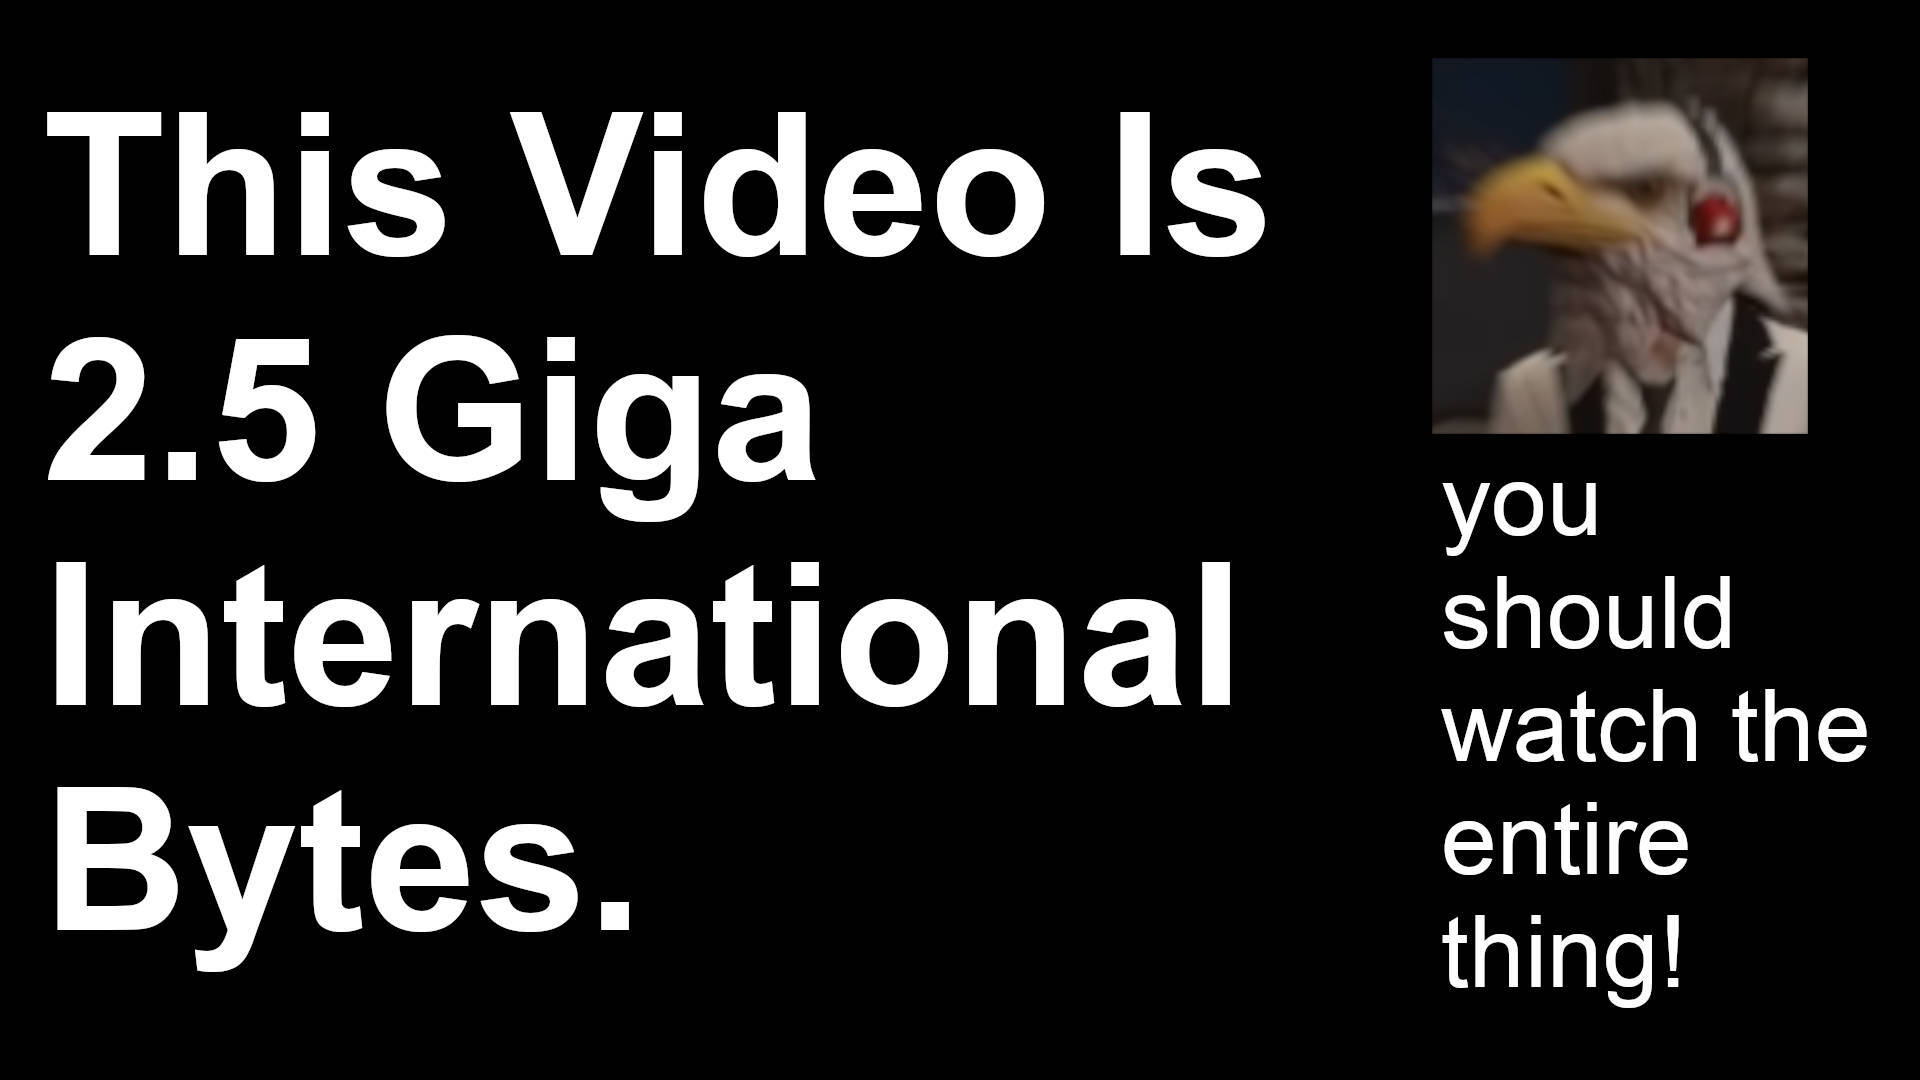 This Video Is
2.5 Giga
International
Bytes.
you
should
watch the
entire
thing!